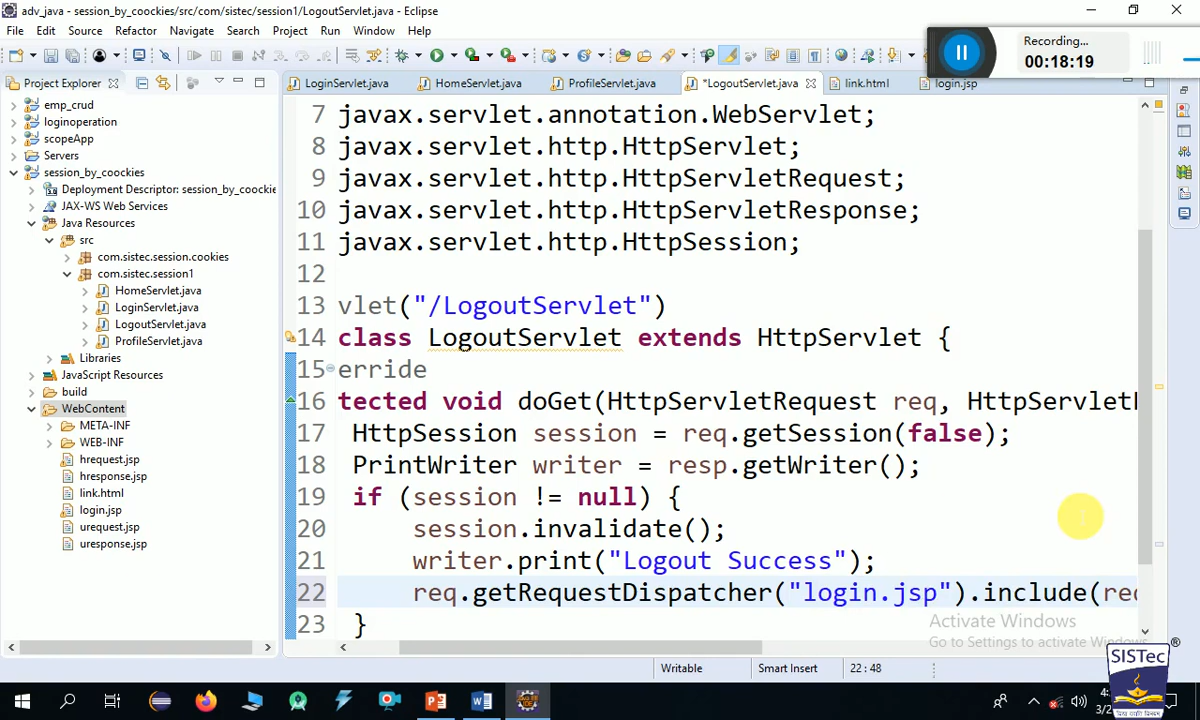 adv_java - session_by_coockies/src/com/sistec/session1/LogoutServlet.java - Eclipse
File Edit Source Refactor Navigate Search Project Run Window Help
Recording...
00:18:19
Project Explorer
LoginServlet.java HomeServlet.java ProfileServlet.java *LogoutServlet.java link.html login.jsp
emp_crud
loginoperation
scopeApp
Servers
session_by_coockies
Deployment Descriptor: session_by_coockie
JAX-WS Web Services
Java Resources
src
com.sistec.session.cookies
com.sistec.session1
HomeServlet.java
LoginServlet.java
LogoutServlet.java
ProfileServlet.java
Libraries
JavaScript Resources
build
WebContent
META-INF
WEB-INF
hrequest.jsp
hresponse.jsp
link.html
login.jsp
urequest.jsp
uresponse.jsp
7 javax.servlet.annotation.WebServlet;
8 javax.servlet.http.HttpServlet;
9 javax.servlet.http.HttpServletRequest;
10 javax.servlet.http.HttpServletResponse;
11 javax.servlet.http.HttpSession;
12
13 vlet("/LogoutServlet")
14 class LogoutServlet extends HttpServlet {
15 erride
16 tected void doGet(HttpServletRequest req, HttpServletR
17 HttpSession session = req.getSession(false);
18 PrintWriter writer = resp.getWriter();
19 if (session != null) {
20 session.invalidate();
21 writer.print("Logout Success");
22 req.getRequestDispatcher("login.jsp").include(req
23 }
Activate Windows
Go to Settings to activate Windows.
Writable Smart Insert 22 : 48
SISTec
®